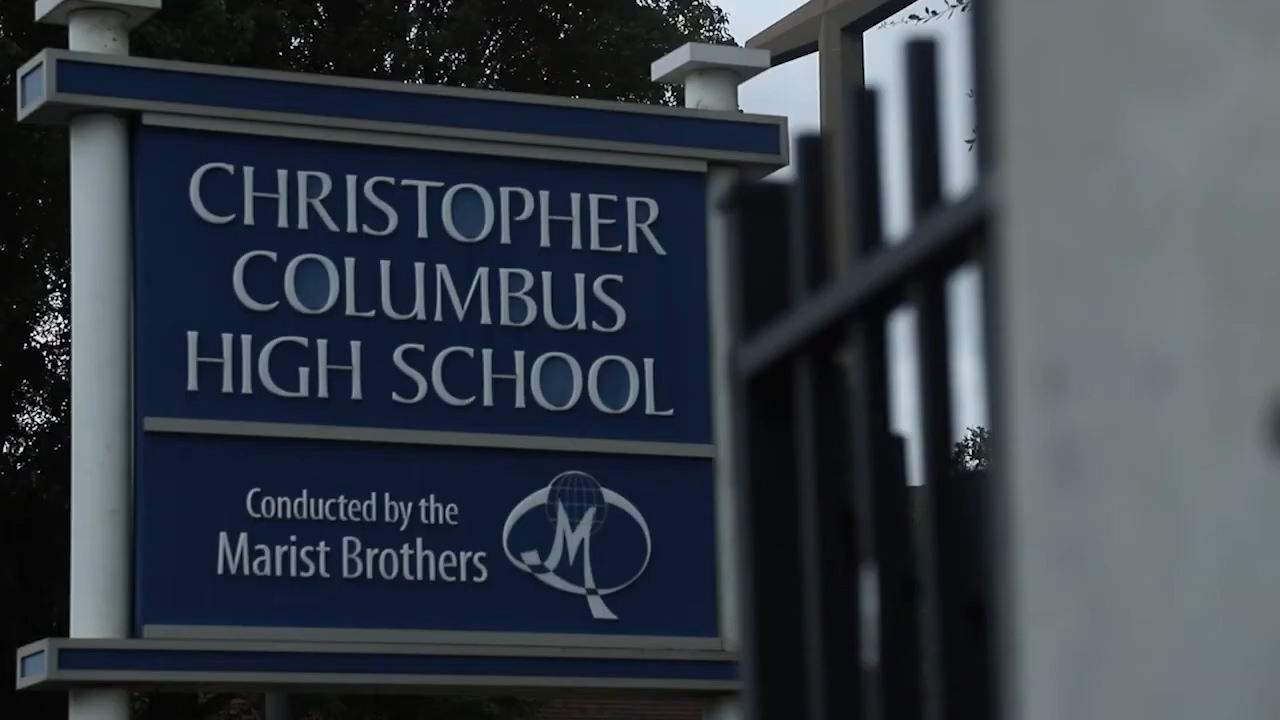 CHRISTOPHER
COLUMBUS
HIGH SCHOOL
Conducted by the
Marist Brothers
M